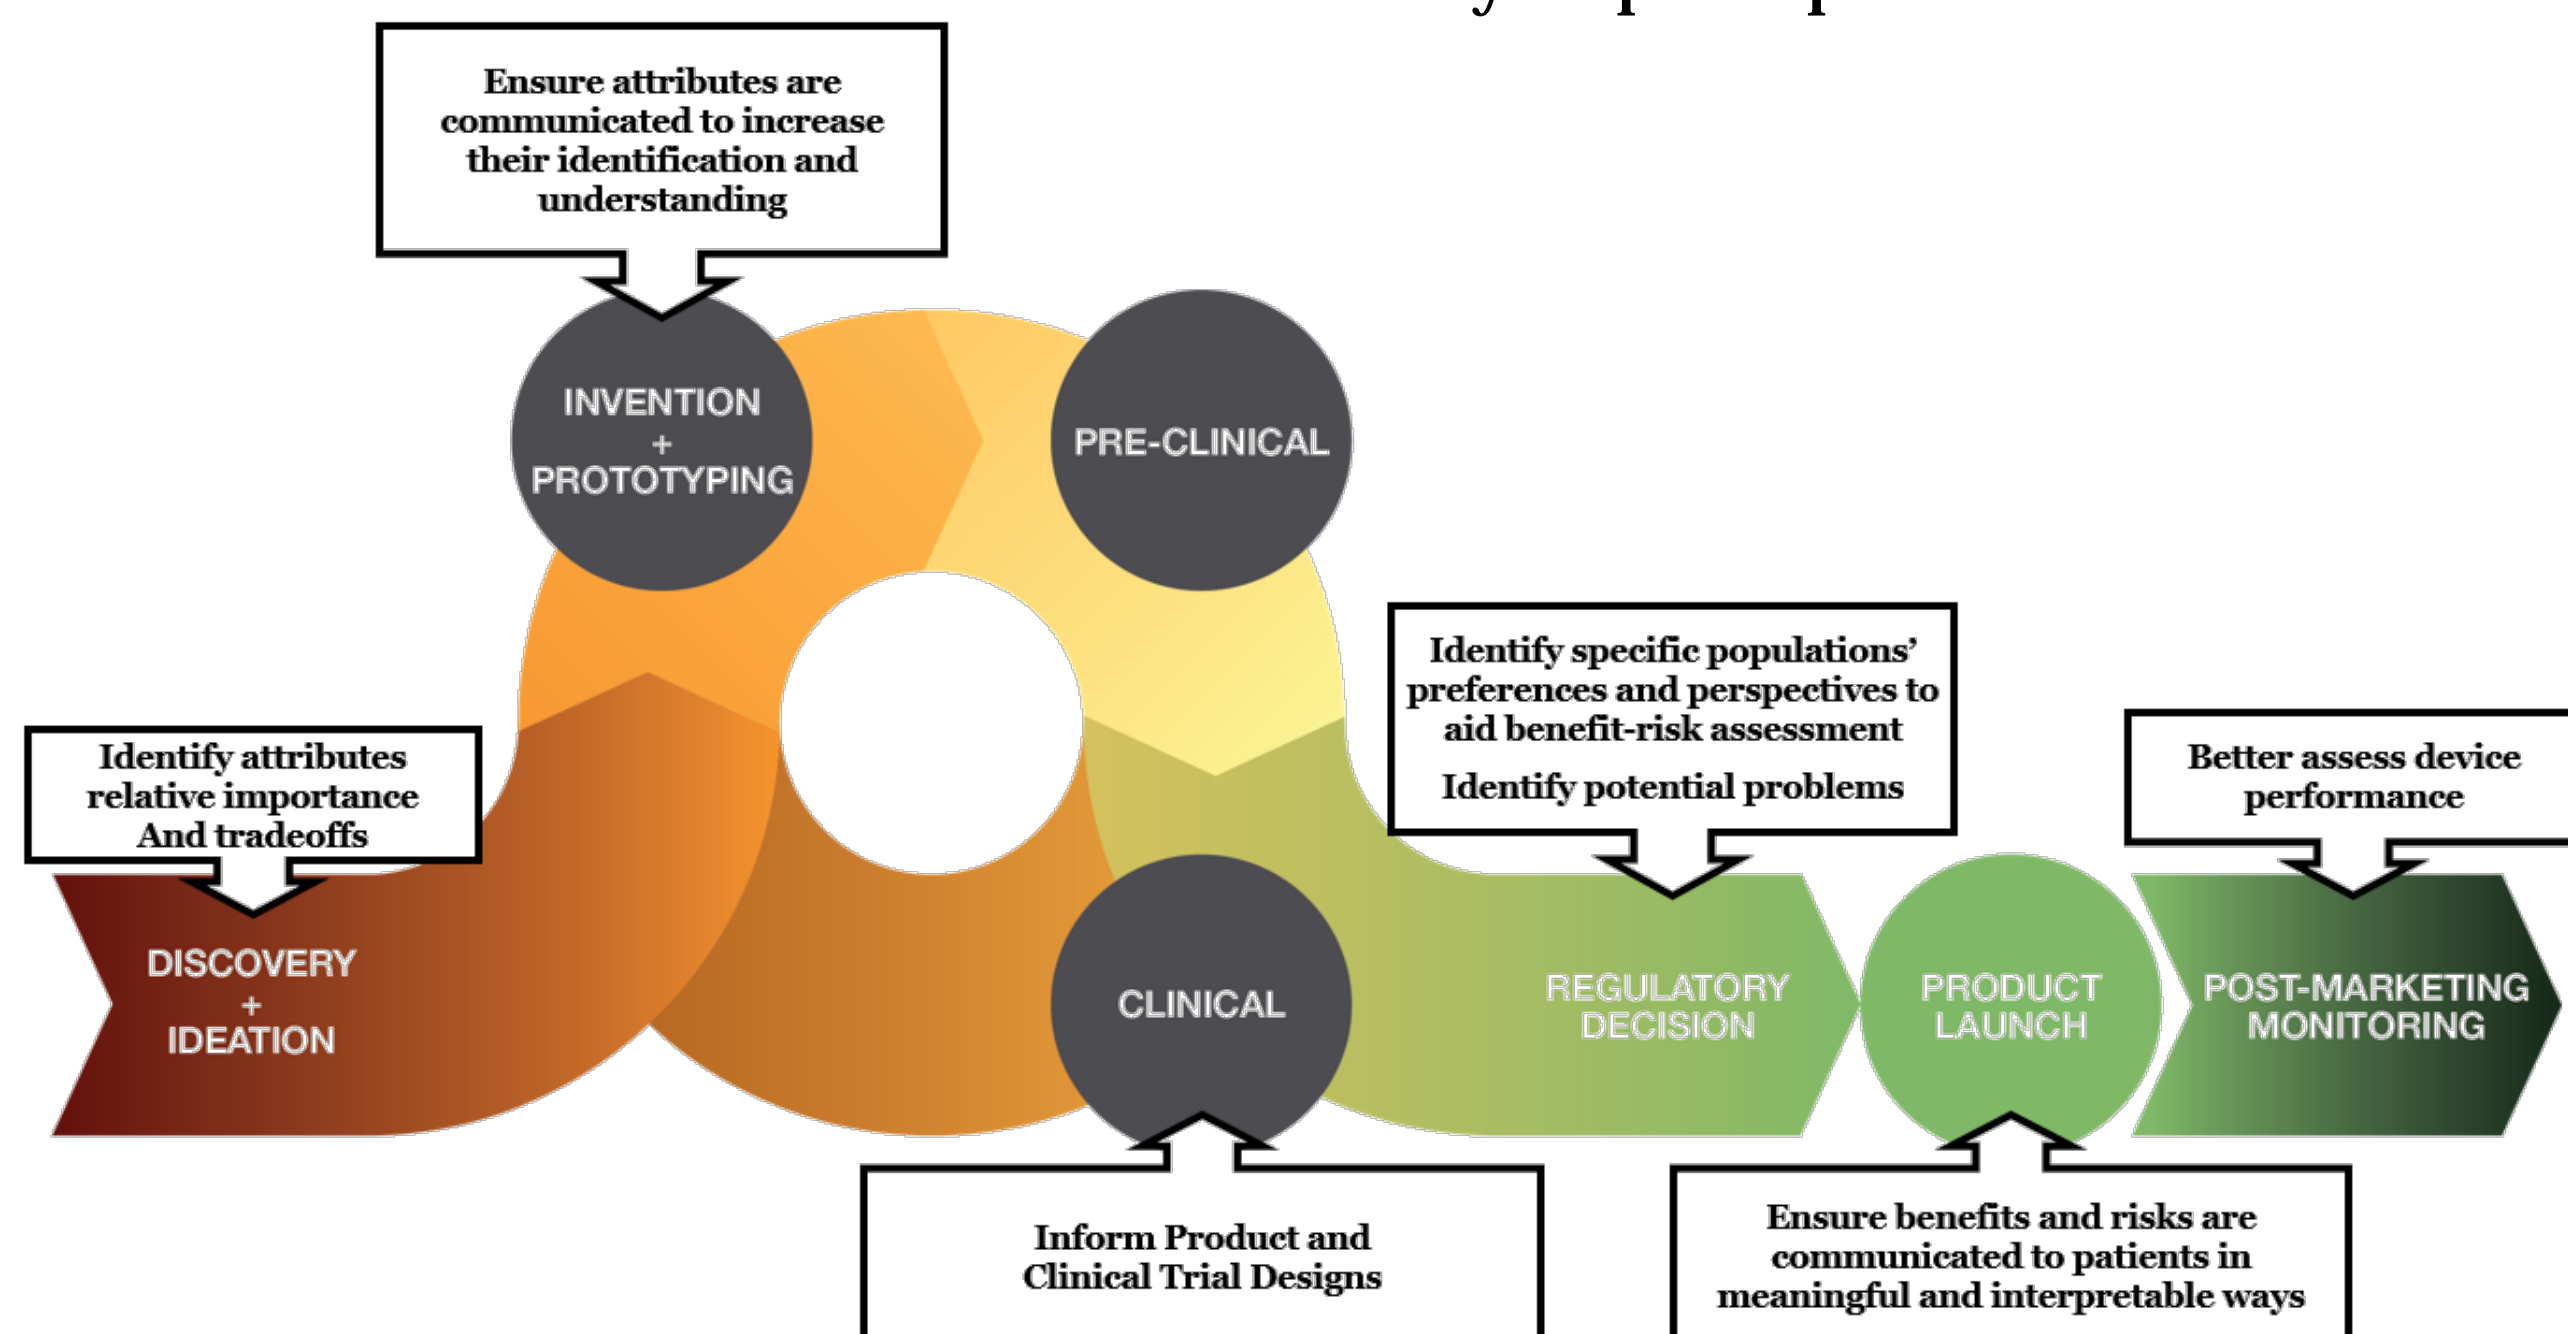 Ensure attributes are
communicated to increase
their identification and
understanding
INVENTION
+
PROTOTYPING
PRE-CLINICAL
Identify specific populations’
preferences and perspectives to
aid benefit-risk assessment
Identify potential problems
Identify attributes
relative importance
And tradeoffs
Better assess device
performance
DISCOVERY
+
IDEATION
CLINICAL
REGULATORY
DECISION
PRODUCT
LAUNCH
POST-MARKETING
MONITORING
Inform Product and
Clinical Trial Designs
Ensure benefits and risks are
communicated to patients in
meaningful and interpretable ways